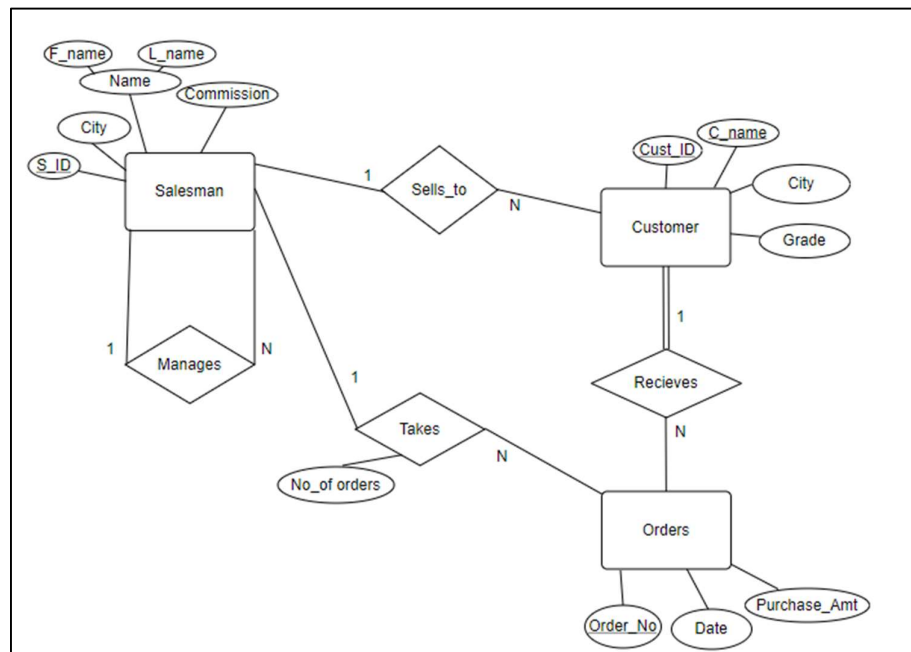 F_name
L_name
Name
Commission
City
S_ID
Salesman
1
Sells_to
N
Cust_ID
C_name
City
Customer
Grade
1
Manages
N
1
Recieves
1
Takes
N
N
No_of orders
Orders
Order_No
Date
Purchase_Amt